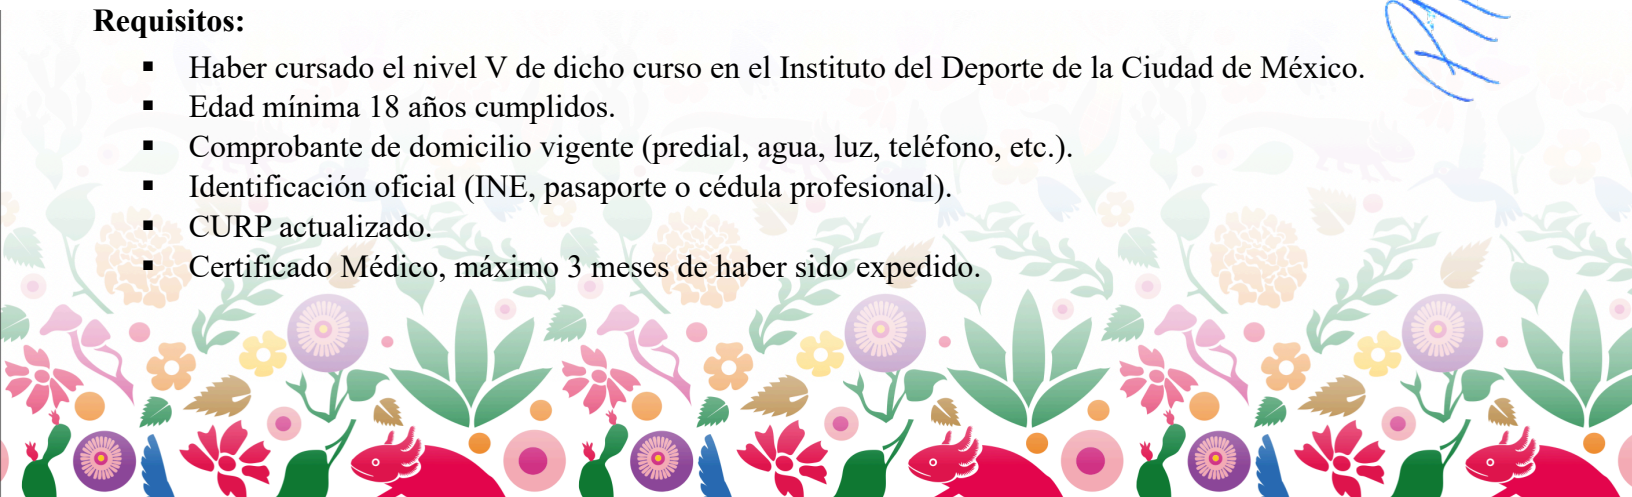 Requisitos:
▪ Haber cursado el nivel V de dicho curso en el Instituto del Deporte de la Ciudad de México.
▪ Edad mínima 18 años cumplidos.
▪ Comprobante de domicilio vigente (predial, agua, luz, teléfono, etc.).
▪ Identificación oficial (INE, pasaporte o cédula profesional).
▪ CURP actualizado.
▪ Certificado Médico, máximo 3 meses de haber sido expedido.